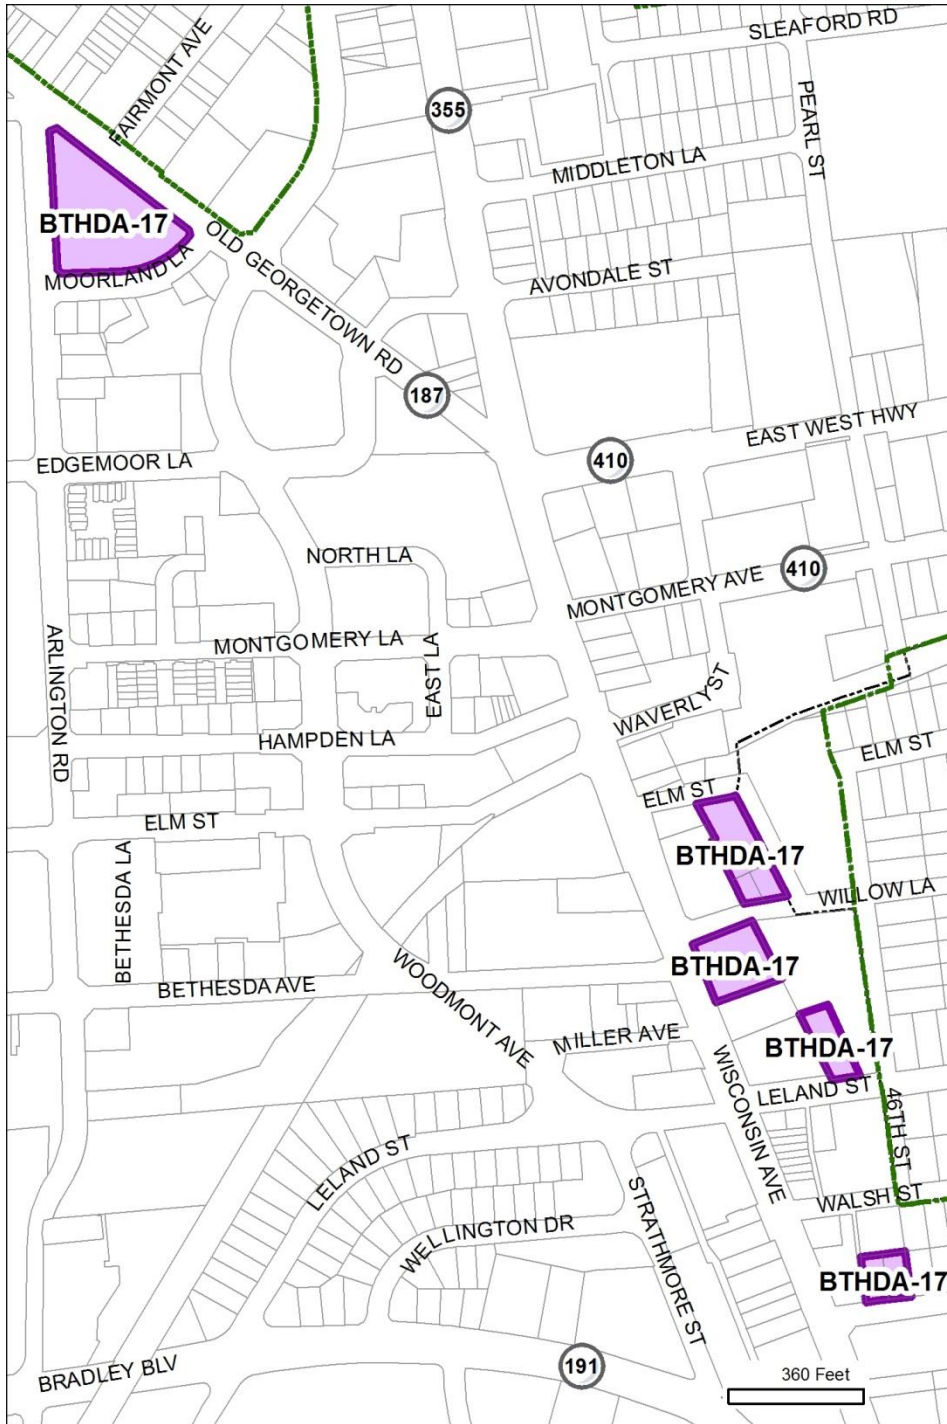 SLEAFORD RD
FAIRMONT AVE
355
PEARL ST
MIDDLETON LA
BTHDA-17
OLD GEORGETOWN RD
MOORLAND LA
AVONDALE ST
187
EAST WEST HWY
410
EDGEMOOR LA
NORTH LA
410
MONTGOMERY AVE
MONTGOMERY LA
ARLINGTON RD
EAST LA
WAVERLY ST
HAMPDEN LA
ELM ST
ELM ST
ELM ST
BTHDA-17
BETHESDA LA
WILLOW LA
BTHDA-17
BETHESDA AVE
WOODMONT AVE
MILLER AVE
BTHDA-17
WISCONSIN AVE
LELAND ST
46TH ST
LELAND ST
STRATHMORE ST
WALSH ST
WELLINGTON DR
BTHDA-17
BRADLEY BLV
191
360 Feet